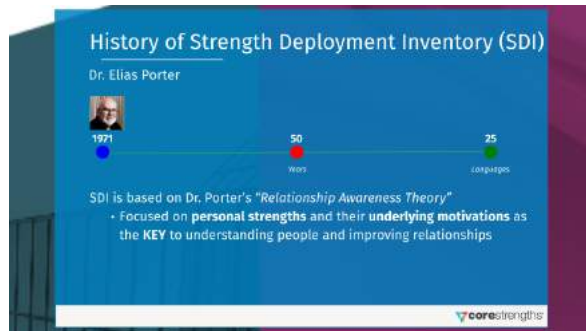 History of Strength Deployment Inventory (SDI)
Dr. Elias Porter
1971
50
25
Languages
SDI is based on Dr. Porter's "Relationship Awareness Theory"
• Focused on personal strengths and their underlying motivations as
the KEY to understanding people and improving relationships
corestrengths